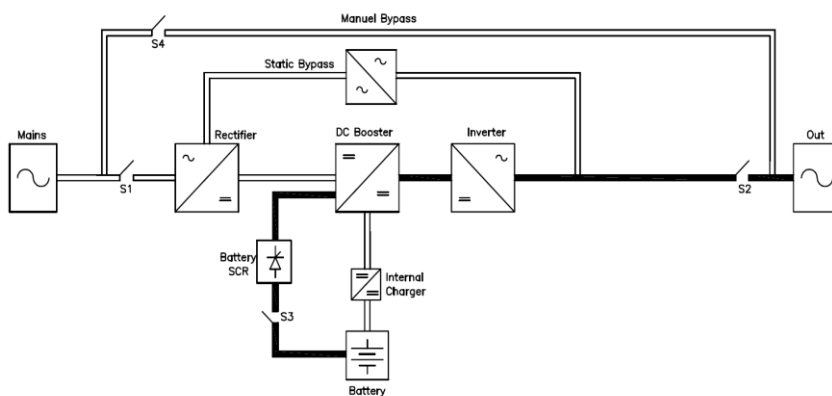 Manuel Bypass
S4
Static Bypass
Mains
Rectifier
DC Booster
Inverter
Out
S1
S2
Battery
SCR
Internal
Charger
S3
Battery